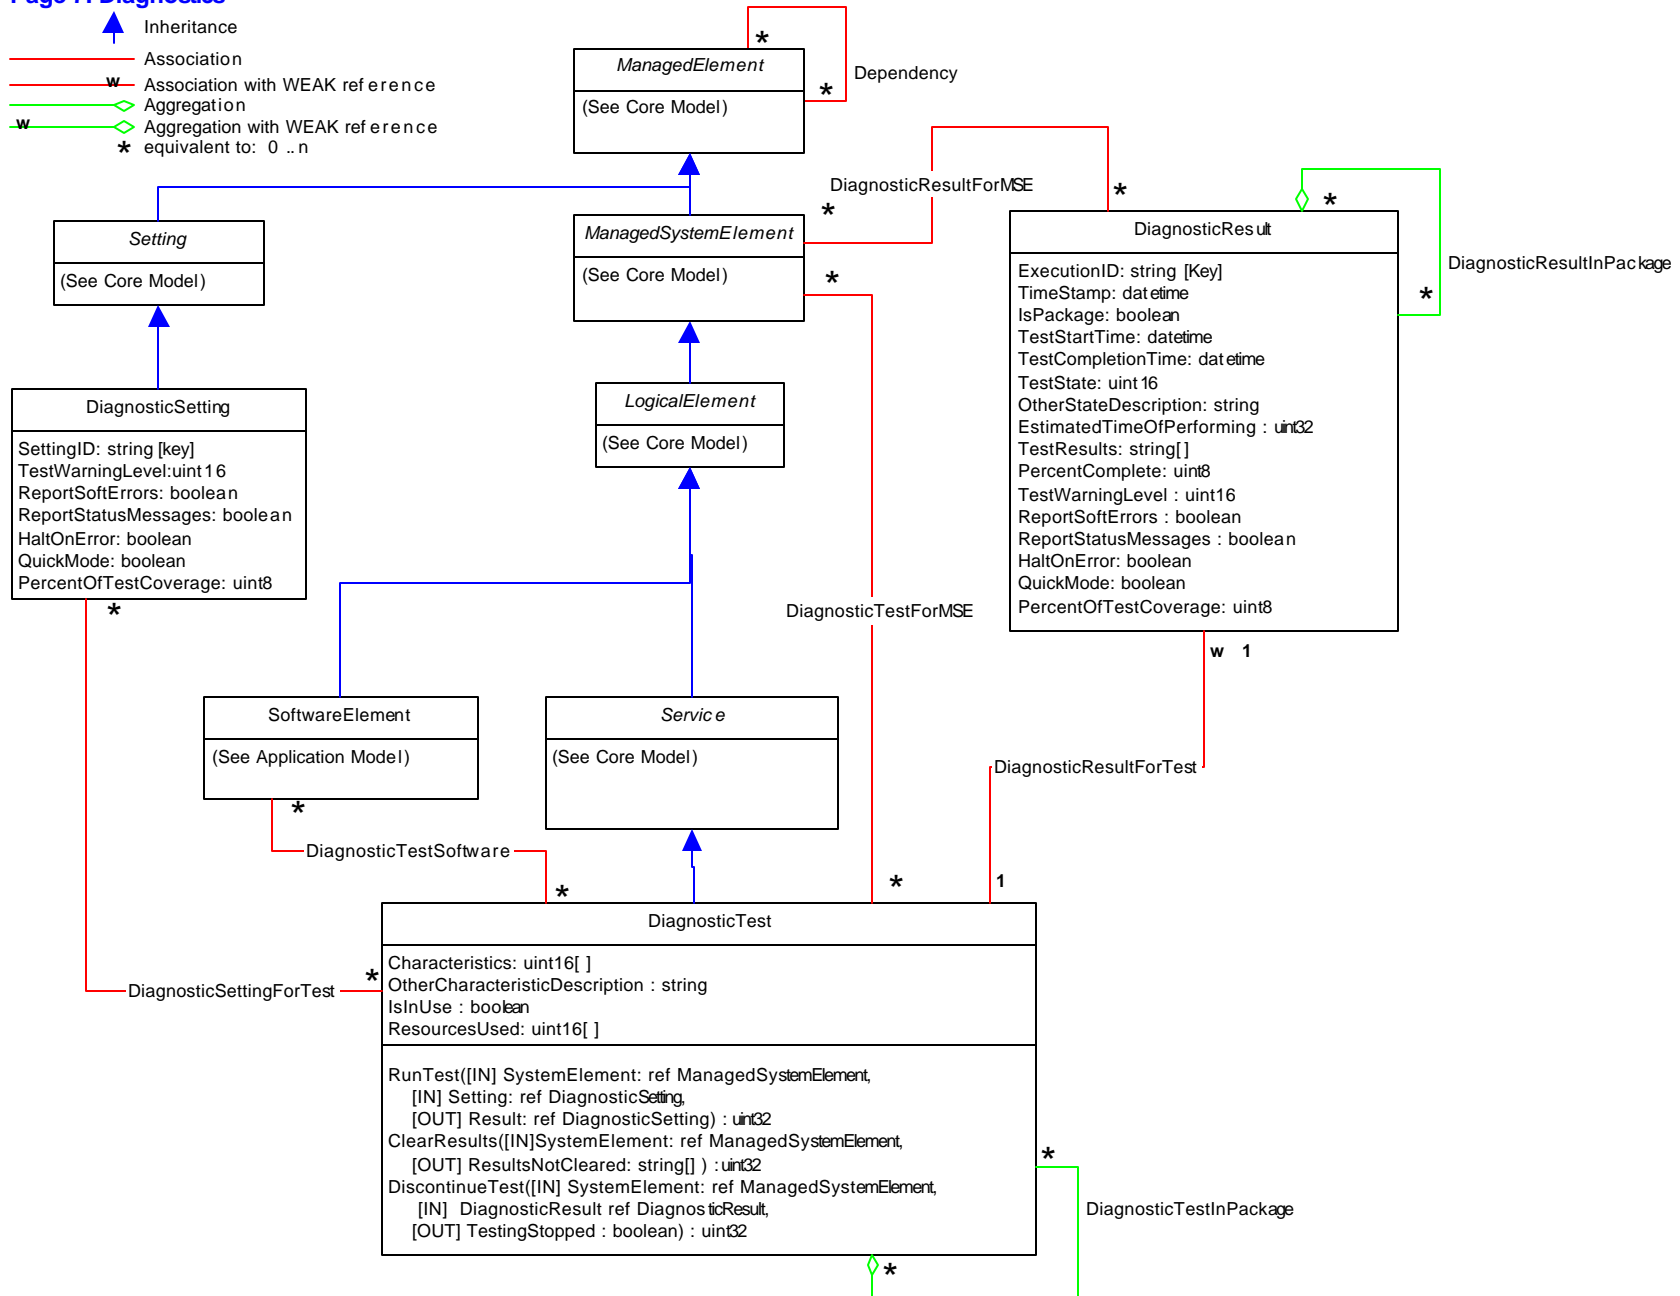 Inheritance
Association
w Association with WEAK reference
Aggregation
w Aggregation with WEAK reference
* equivalent to: 0 .. n
ManagedElement
(See Core Model)
*
*
Dependency
Setting
(See Core Model)
ManagedSystemElement
(See Core Model)
DiagnosticResultForMSE
*
*
*
DiagnosticResult
ExecutionID: string [Key]
TimeStamp: datetime
IsPackage: boolean
TestStartTime: datetime
TestCompletionTime: datetime
TestState: uint16
OtherStateDescription: string
EstimatedTimeOfPerforming : uint32
TestResults: string[]
PercentComplete: uint8
TestWarningLevel : uint16
ReportSoftErrors : boolean
ReportStatusMessages : boolean
HaltOnError: boolean
QuickMode: boolean
PercentOfTestCoverage: uint8
*
*
DiagnosticResultInPackage
DiagnosticSetting
SettingID: string [key]
TestWarningLevel:uint16
ReportSoftErrors: boolean
ReportStatusMessages: boolean
HaltOnError: boolean
QuickMode: boolean
PercentOfTestCoverage: uint8
*
LogicalElement
(See Core Model)
DiagnosticTestForMSE
w 1
SoftwareElement
(See Application Model)
*
Service
(See Core Model)
DiagnosticResultForTest
DiagnosticTestSoftware
*
*
1
DiagnosticSettingForTest
*
DiagnosticTest
Characteristics: uint16[ ]
OtherCharacteristicDescription : string
IsInUse : boolean
ResourcesUsed: uint16[ ]
RunTest([IN] SystemElement: ref ManagedSystemElement,
[IN] Setting: ref DiagnosticSetting,
[OUT] Result: ref DiagnosticSetting) : uint32
ClearResults([IN]SystemElement: ref ManagedSystemElement,
[OUT] ResultsNotCleared: string[] ) : uint32
DiscontinueTest([IN] SystemElement: ref ManagedSystemElement,
[IN] DiagnosticResult ref DiagnosticResult,
[OUT] TestingStopped : boolean) : uint32
*
DiagnosticTestInPackage
*